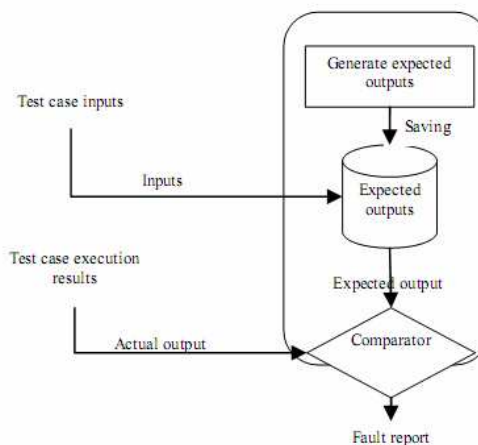 Generate expected
outputs
Test case inputs
Saving
Inputs
Expected
outputs
Test case execution
results
Expected output
Actual output
Comparator
Fault report